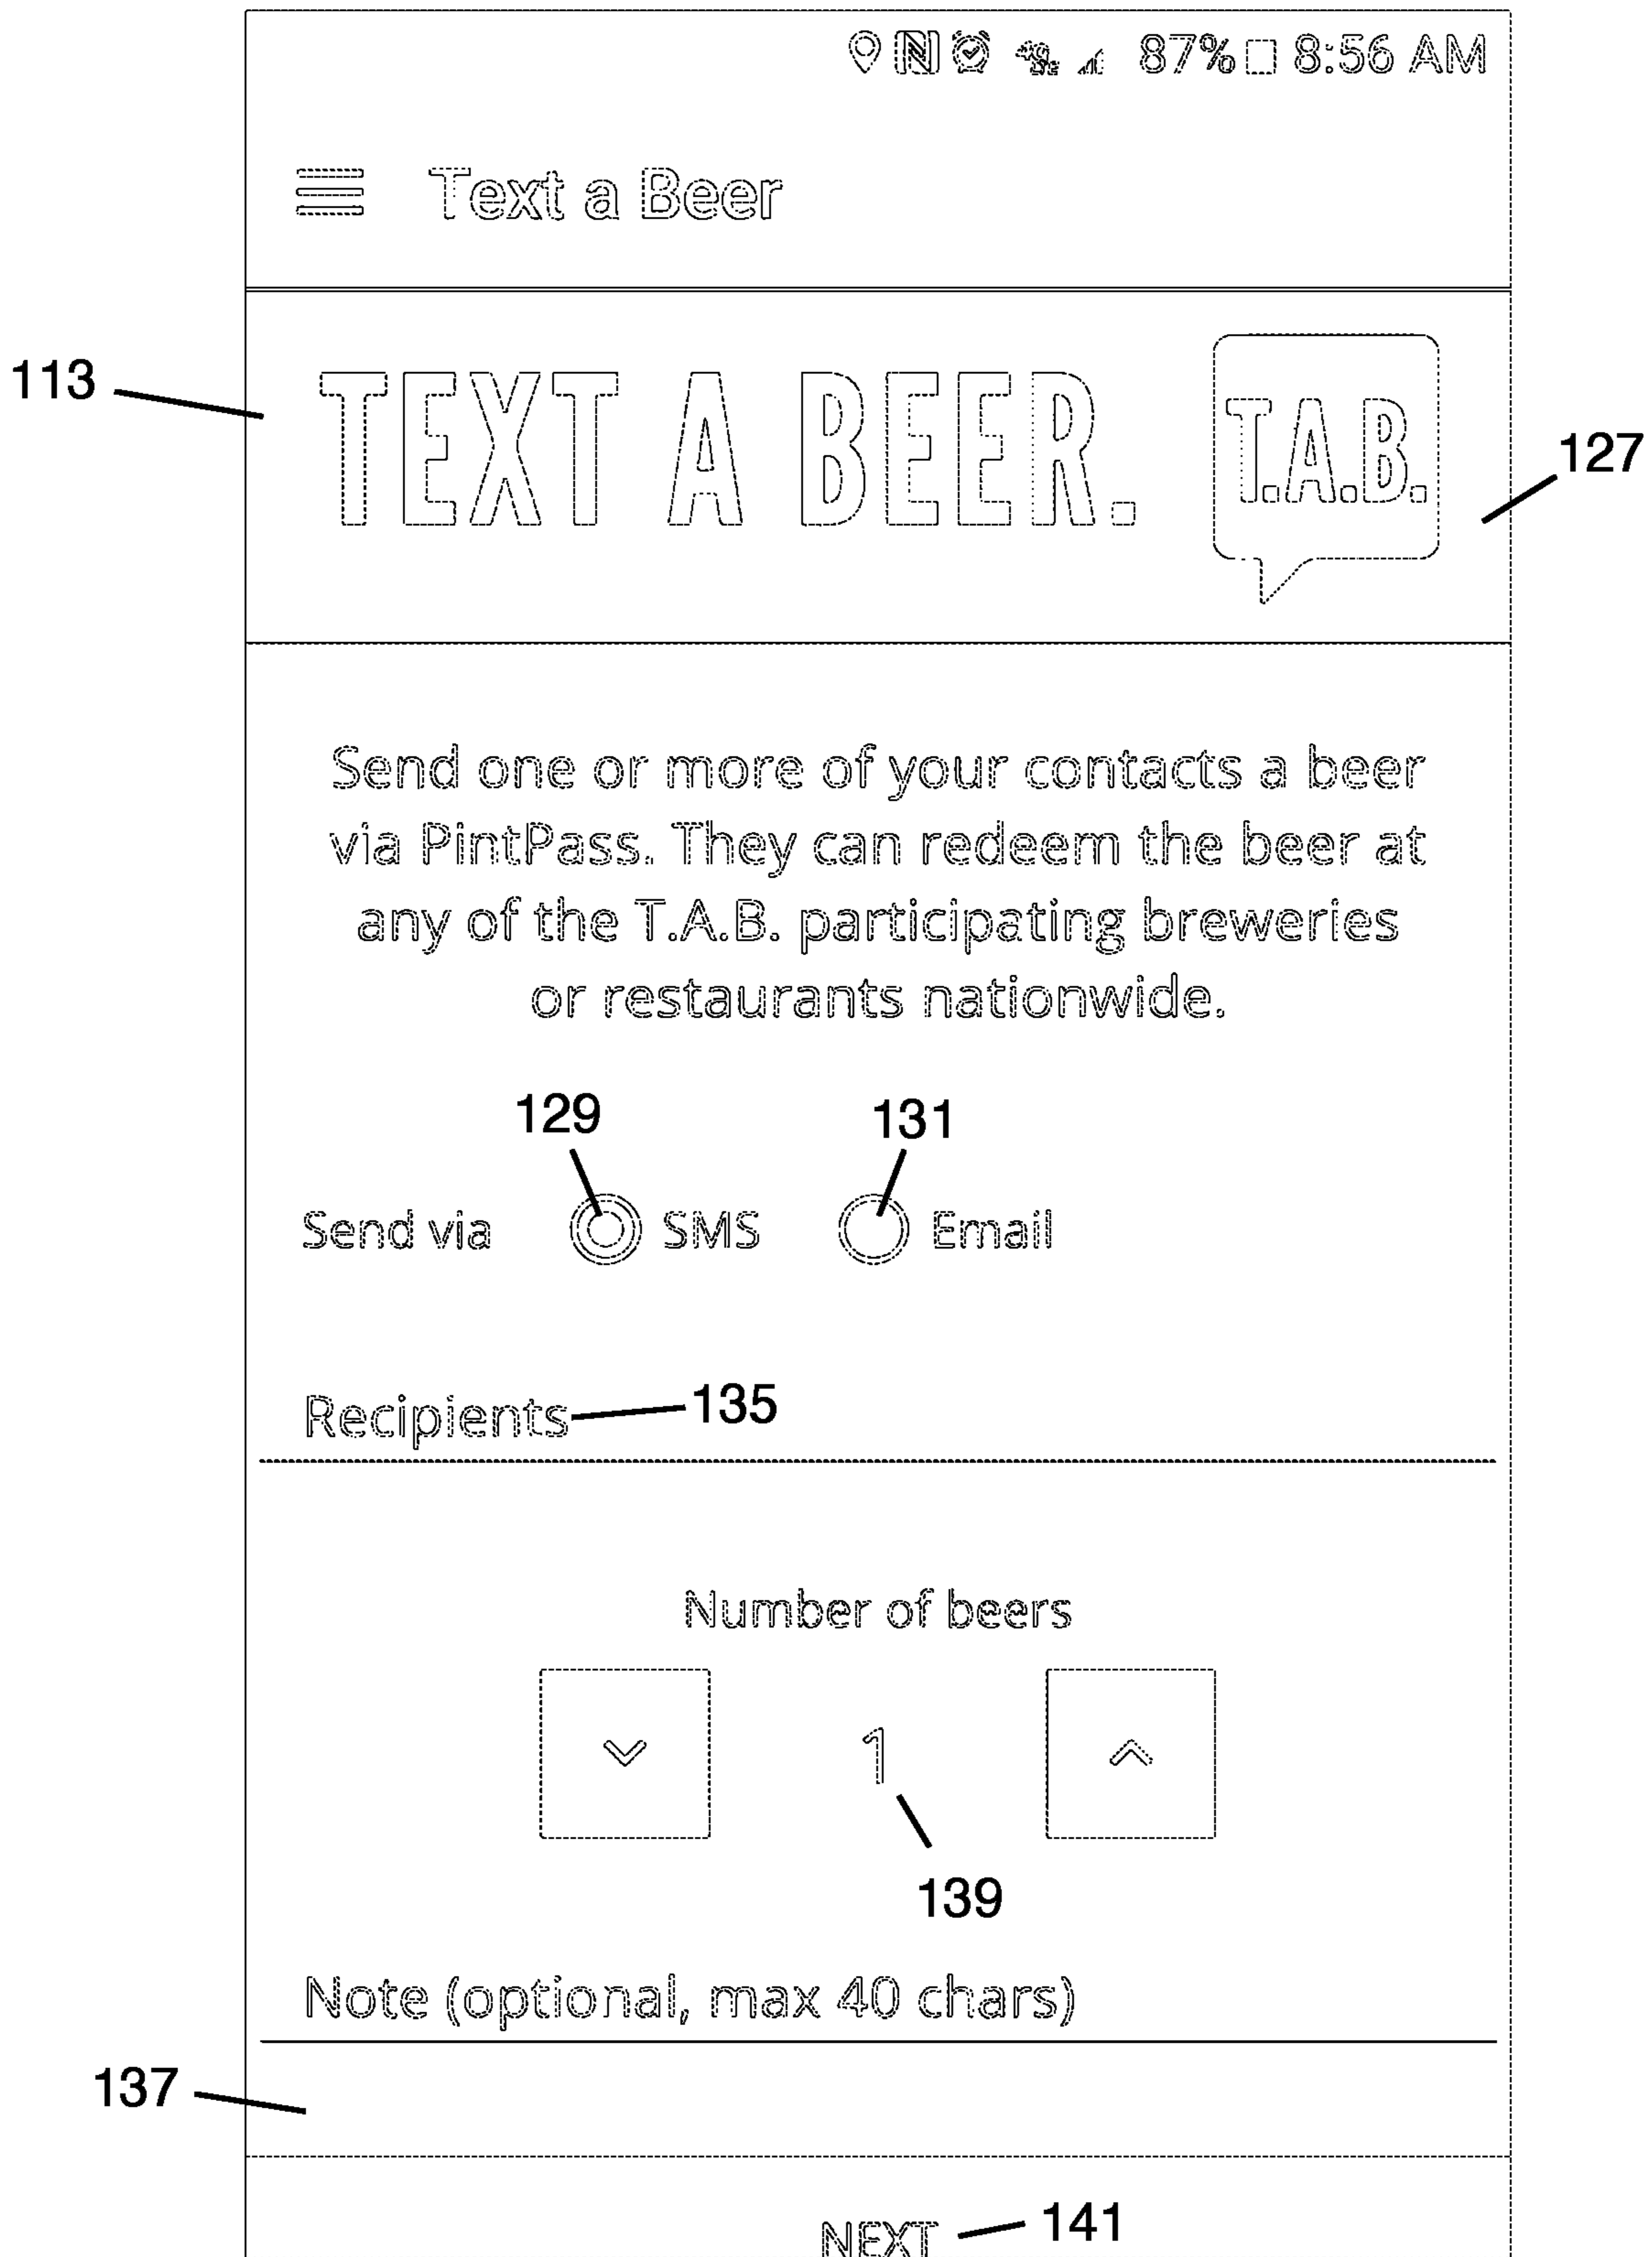 87% 8:56 AM
Text a Beer
113
TEXT A BEER.
T.A.B.
127
Send one or more of your contacts a beer
via PintPass. They can redeem the beer at
any of the T.A.B. participating breweries
or restaurants nationwide.
129 131
Send via SMS Email
Recipients 135
Number of beers
1
139
Note (optional, max 40 chars)
137
NEXT 141